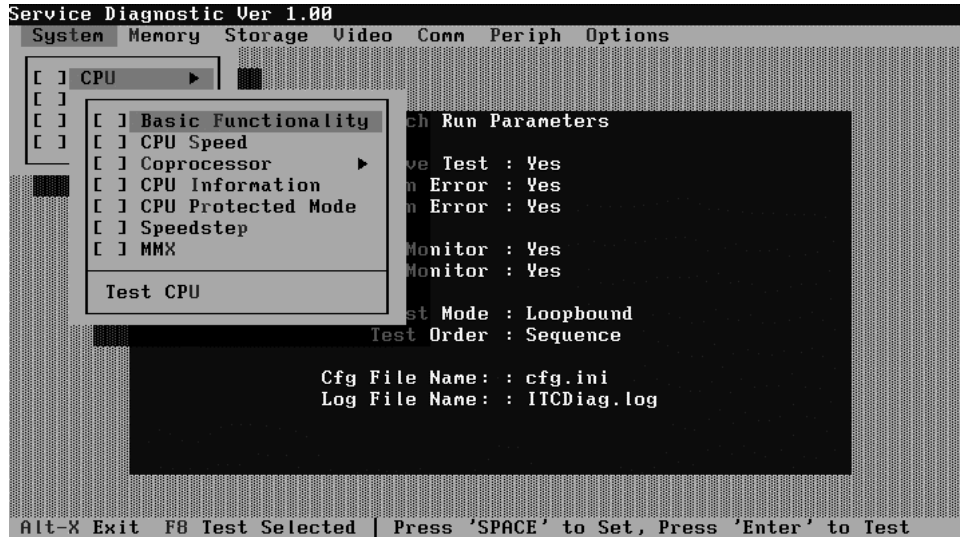 Service Diagnostic Ver 1.00
System Memory Storage Video Comm Periph Options
[ ] CPU ►
[ ]
[ ]
[ ]
[ ] Basic Functionality
[ ] CPU Speed
[ ] Coprocessor ►
[ ] CPU Information
[ ] CPU Protected Mode
[ ] Speedstep
[ ] MMX
Test CPU
ch Run Parameters
ve Test : Yes
n Error : Yes
n Error : Yes
Monitor : Yes
Monitor : Yes
st Mode : Loopbound
Test Order : Sequence
Cfg File Name: : cfg.ini
Log File Name: : ITCDiag.log
Alt-X Exit F8 Test Selected | Press 'SPACE' to Set, Press 'Enter' to Test